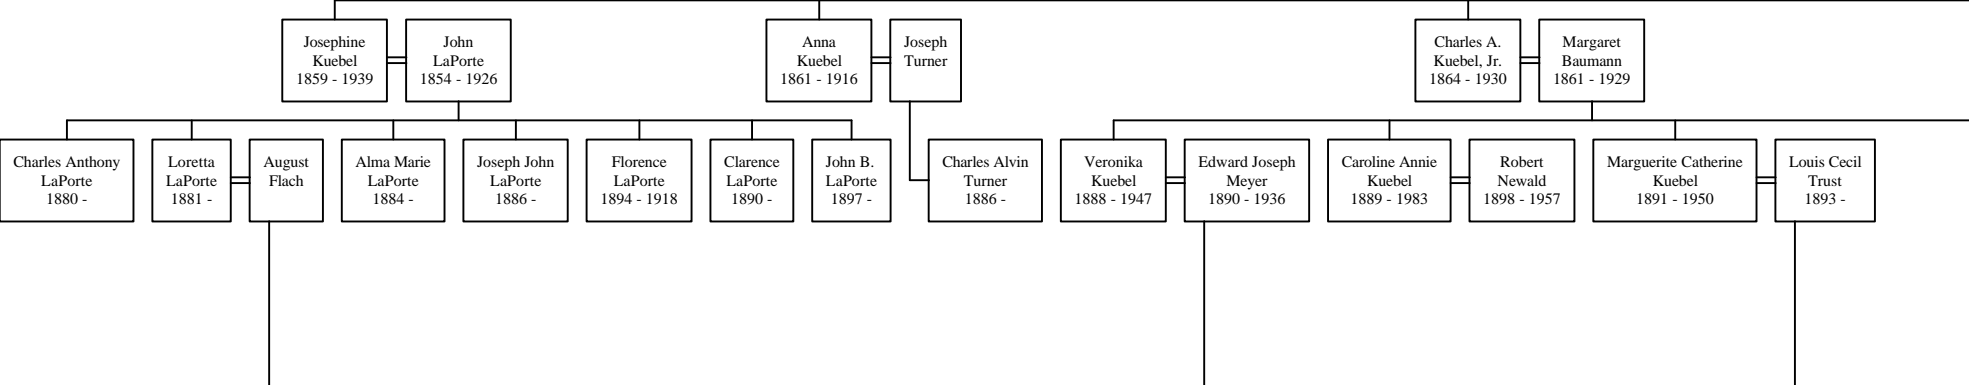 Josephine
Kuebel
1859 - 1939
John
LaPorte
1854 - 1926
Anna
Kuebel
1861 - 1916
Joseph
Turner
Charles A.
Kuebel, Jr.
1864 - 1930
Margaret
Baumann
1861 - 1929
Charles Anthony
LaPorte
1880 -
Loretta
LaPorte
1881 -
August
Flach
Alma Marie
LaPorte
1884 -
Joseph John
LaPorte
1886 -
Florence
LaPorte
1894 - 1918
Clarence
LaPorte
1890 -
John B.
LaPorte
1897 -
Charles Alvin
Turner
1886 -
Veronika
Kuebel
1888 - 1947
Edward Joseph
Meyer
1890 - 1936
Caroline Annie
Kuebel
1889 - 1983
Robert
Newald
1898 - 1957
Marguerite Catherine
Kuebel
1891 - 1950
Louis Cecil
Trust
1893 -